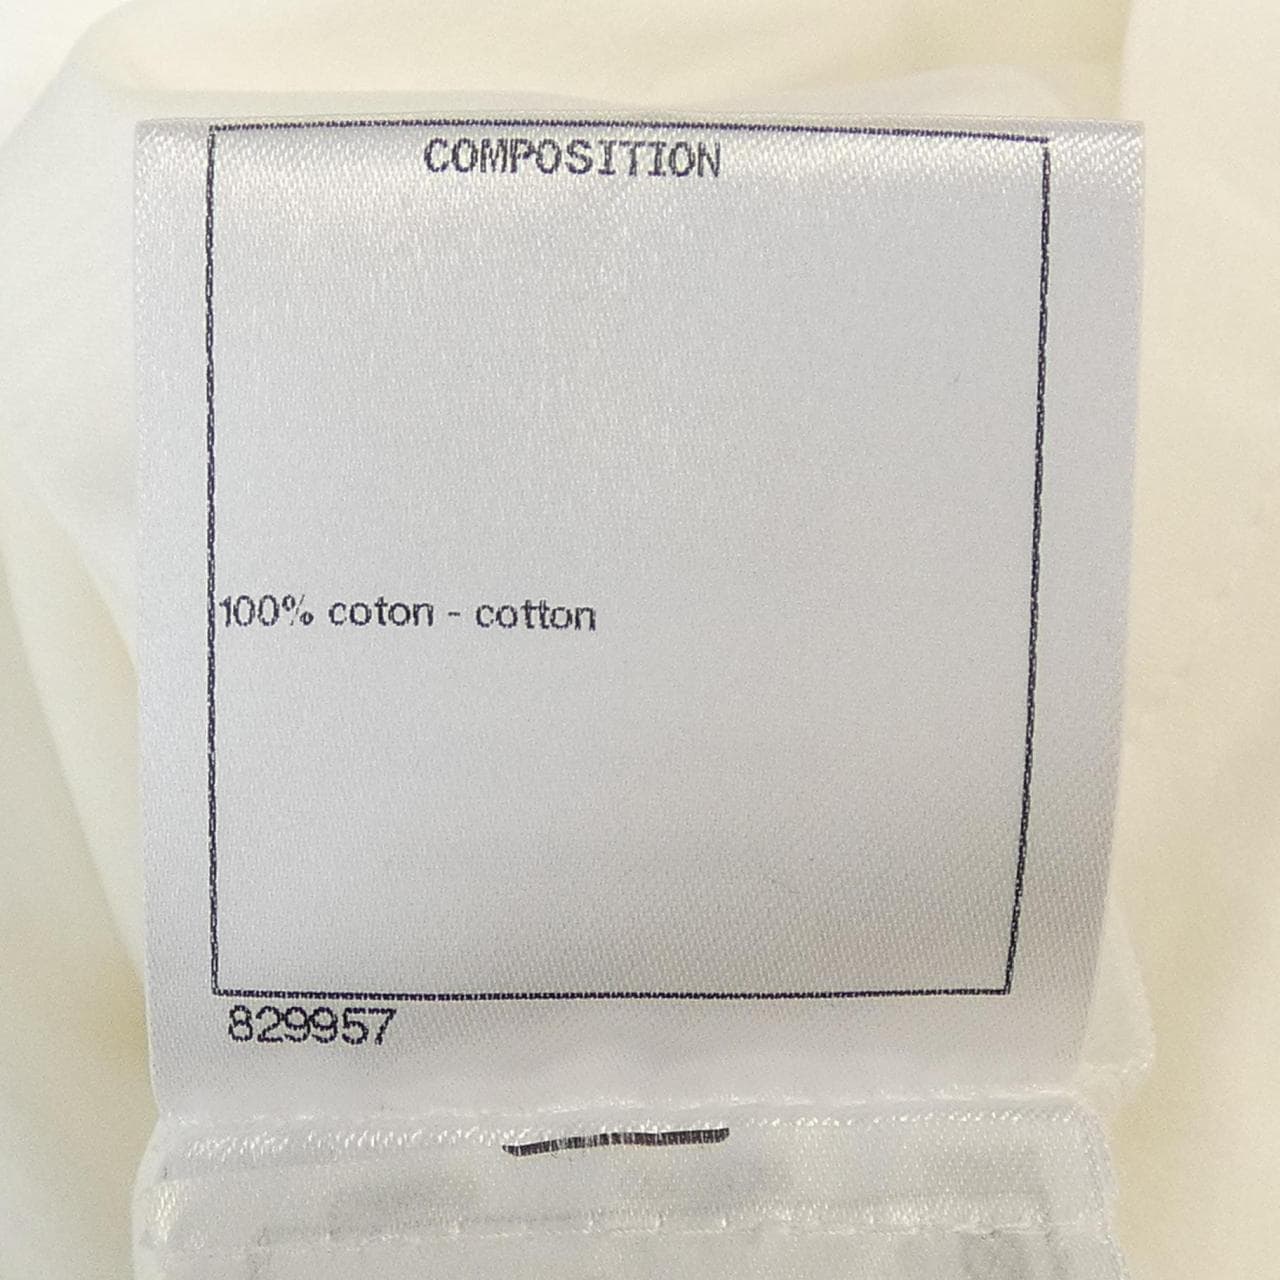 COMPOSITION
100% coton - cotton
829957